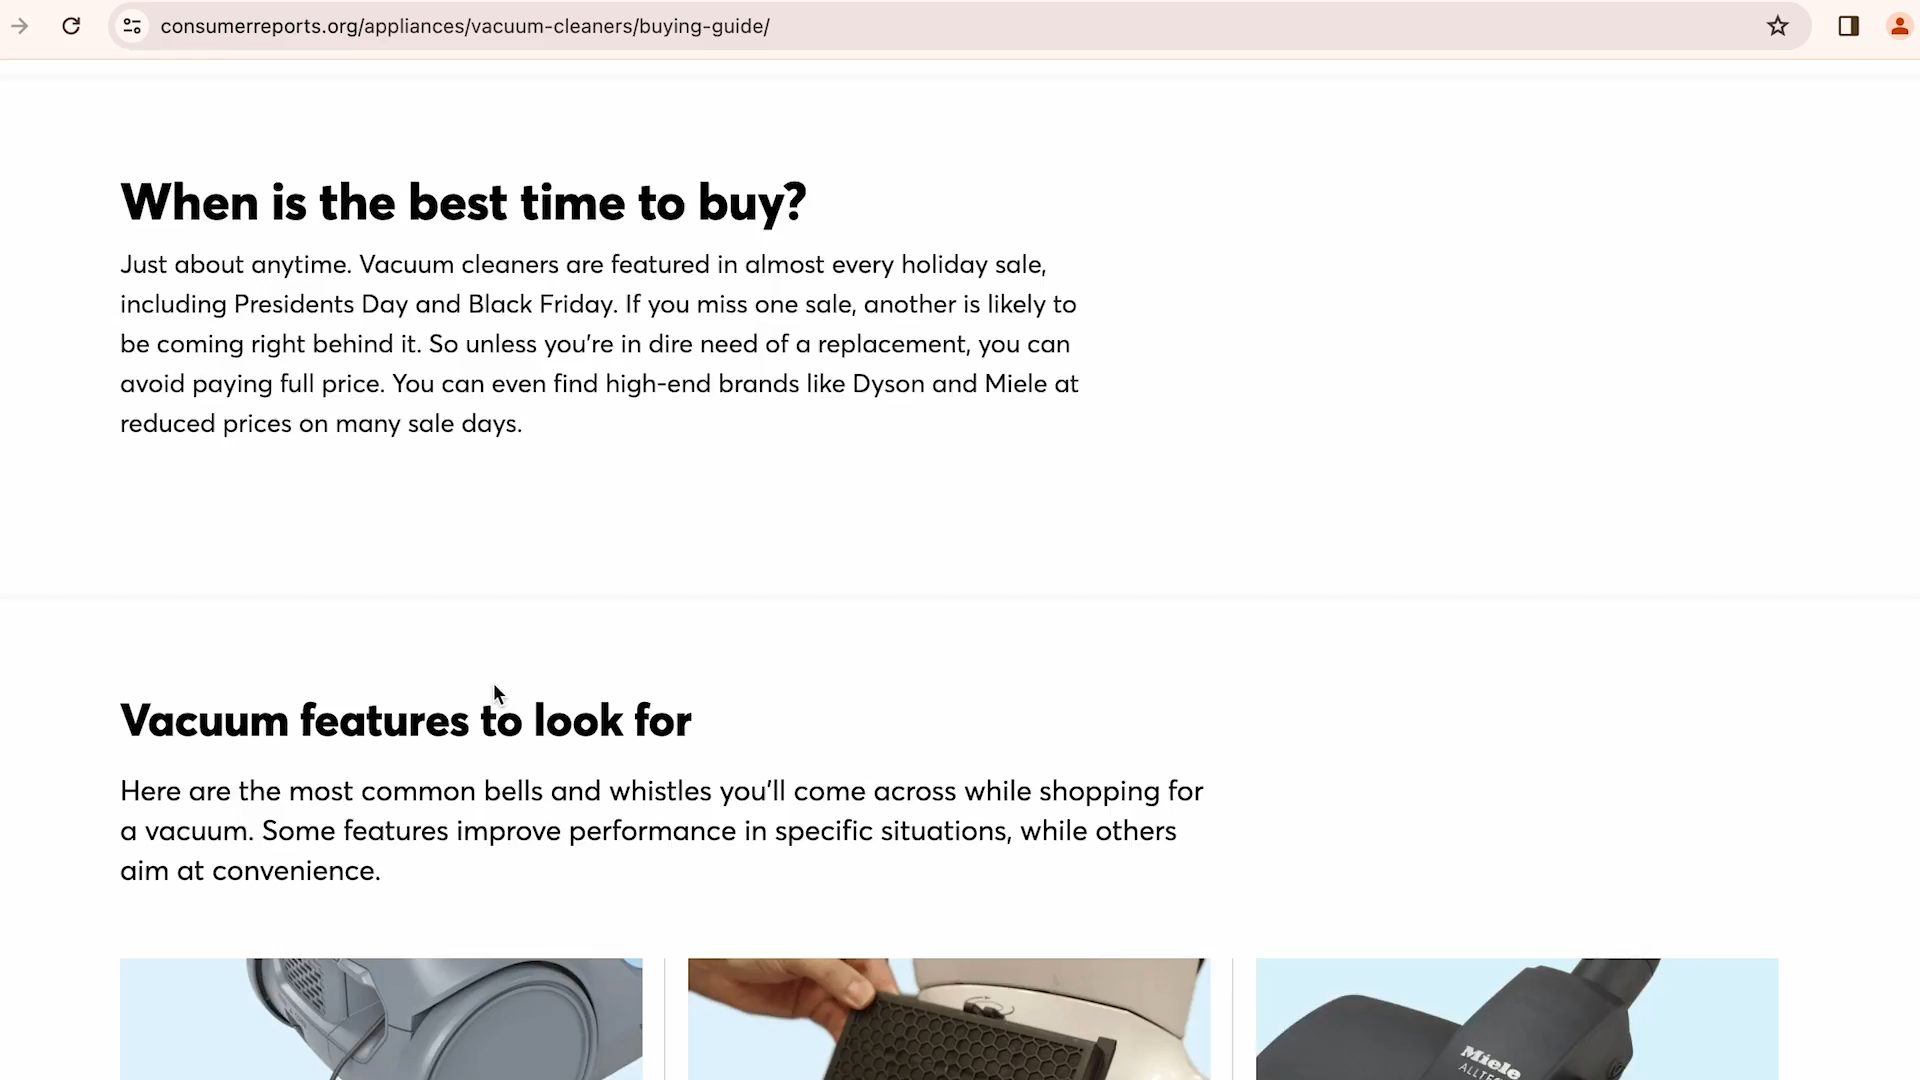 consumerreports.org/appliances/vacuum-cleaners/buying-guide/
When is the best time to buy?
Just about anytime. Vacuum cleaners are featured in almost every holiday sale,
including Presidents Day and Black Friday. If you miss one sale, another is likely to
be coming right behind it. So unless you’re in dire need of a replacement, you can
avoid paying full price. You can even find high-end brands like Dyson and Miele at
reduced prices on many sale days.
Vacuum features to look for
Here are the most common bells and whistles you’ll come across while shopping for
a vacuum. Some features improve performance in specific situations, while others
aim at convenience.
Miele